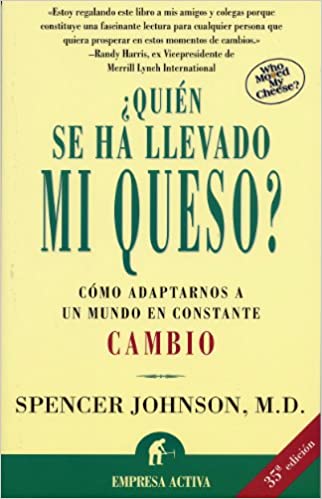 «Estoy regalando este libro a mis amigos y colegas porque
constituye una fascinante lectura para cualquier persona que
quiera prosperar en estos momentos de cambios.»
—Randy Harris, ex Vicepresidente de
Merrill Lynch International
Who
Moved
My
Cheese?
¿QUIÉN
SE HA LLEVADO
MI QUESO?
CÓMO ADAPTARNOS A
UN MUNDO EN CONSTANTE
CAMBIO
SPENCER JOHNSON, M.D.
35ª edición
EMPRESA ACTIVA